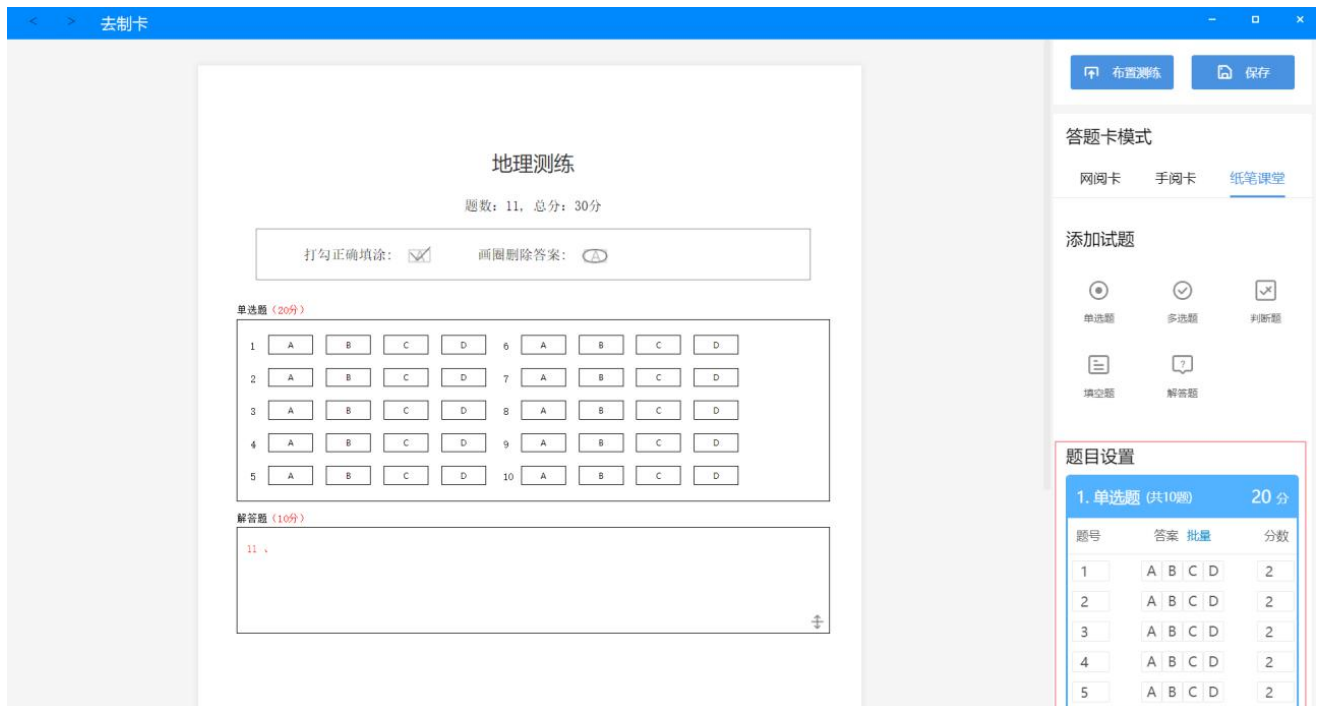 < > 去制卡
布置测练 保存
地理测练
题数：11，总分：30分
打勾正确填涂： 画圈删除答案： A
单选题（20分）
1 A B C D 6 A B C D
2 A B C D 7 A B C D
3 A B C D 8 A B C D
4 A B C D 9 A B C D
5 A B C D 10 A B C D
解答题（10分）
11 、
答题卡模式
网阅卡 手阅卡 纸笔课堂
添加试题
单选题 多选题 判断题
填空题 解答题
题目设置
1. 单选题 (共10题) 20 分
题号 答案 批量 分数
1 A B C D 2
2 A B C D 2
3 A B C D 2
4 A B C D 2
5 A B C D 2